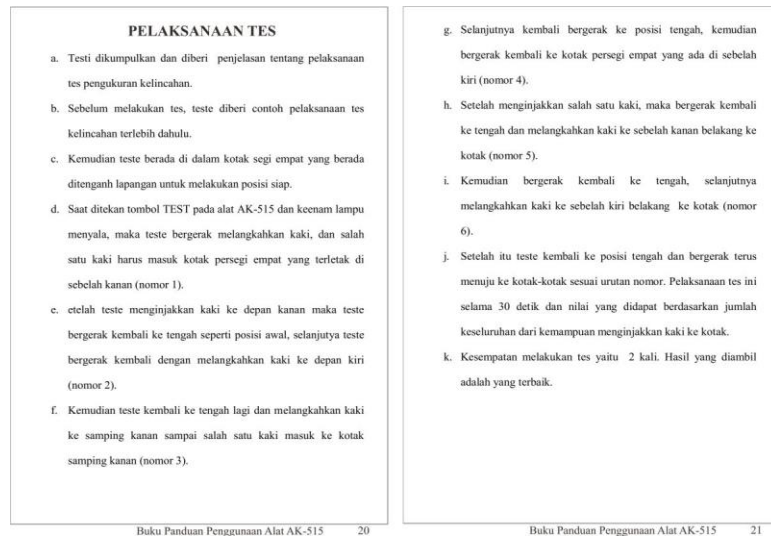 PELAKSANAAN TES
a. Testi dikumpulkan dan diberi penjelasan tentang pelaksanaan
tes pengukuran kelincahan.
b. Sebelum melakukan tes, teste diberi contoh pelaksanaan tes
kelincahan terlebih dahulu.
c. Kemudian teste berada di dalam kotak segi empat yang berada
ditenganh lapangan untuk melakukan posisi siap.
d. Saat ditekan tombol TEST pada alat AK-515 dan keenam lampu
menyala, maka teste bergerak melangkahkan kaki, dan salah
satu kaki harus masuk kotak persegi empat yang terletak di
sebelah kanan (nomor 1).
e. etelah teste menginjakkan kaki ke depan kanan maka teste
bergerak kembali ke tengah seperti posisi awal, selanjutya teste
bergerak kembali dengan melangkahkan kaki ke depan kiri
(nomor 2).
f. Kemudian teste kembali ke tengah lagi dan melangkahkan kaki
ke samping kanan sampai salah satu kaki masuk ke kotak
samping kanan (nomor 3).
Buku Panduan Penggunaan Alat AK-515 20
g. Selanjutnya kembali bergerak ke posisi tengah, kemudian
bergerak kembali ke kotak persegi empat yang ada di sebelah
kiri (nomor 4).
h. Setelah menginjakkan salah satu kaki, maka bergerak kembali
ke tengah dan melangkahkan kaki ke sebelah kanan belakang ke
kotak (nomor 5).
i. Kemudian bergerak kembali ke tengah, selanjutnya
melangkahkan kaki ke sebelah kiri belakang ke kotak (nomor
6).
j. Setelah itu teste kembali ke posisi tengah dan bergerak terus
menuju ke kotak-kotak sesuai urutan nomor. Pelaksanaan tes ini
selama 30 detik dan nilai yang didapat berdasarkan jumlah
keseluruhan dari kemampuan menginjakkan kaki ke kotak.
k. Kesempatan melakukan tes yaitu 2 kali. Hasil yang diambil
adalah yang terbaik.
Buku Panduan Penggunaan Alat AK-515 21